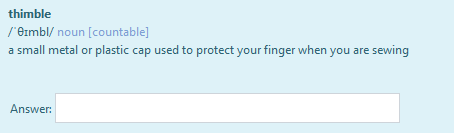 thimble
/ˈθɪmbl/ noun [countable]
a small metal or plastic cap used to protect your finger when you are sewing
Answer: